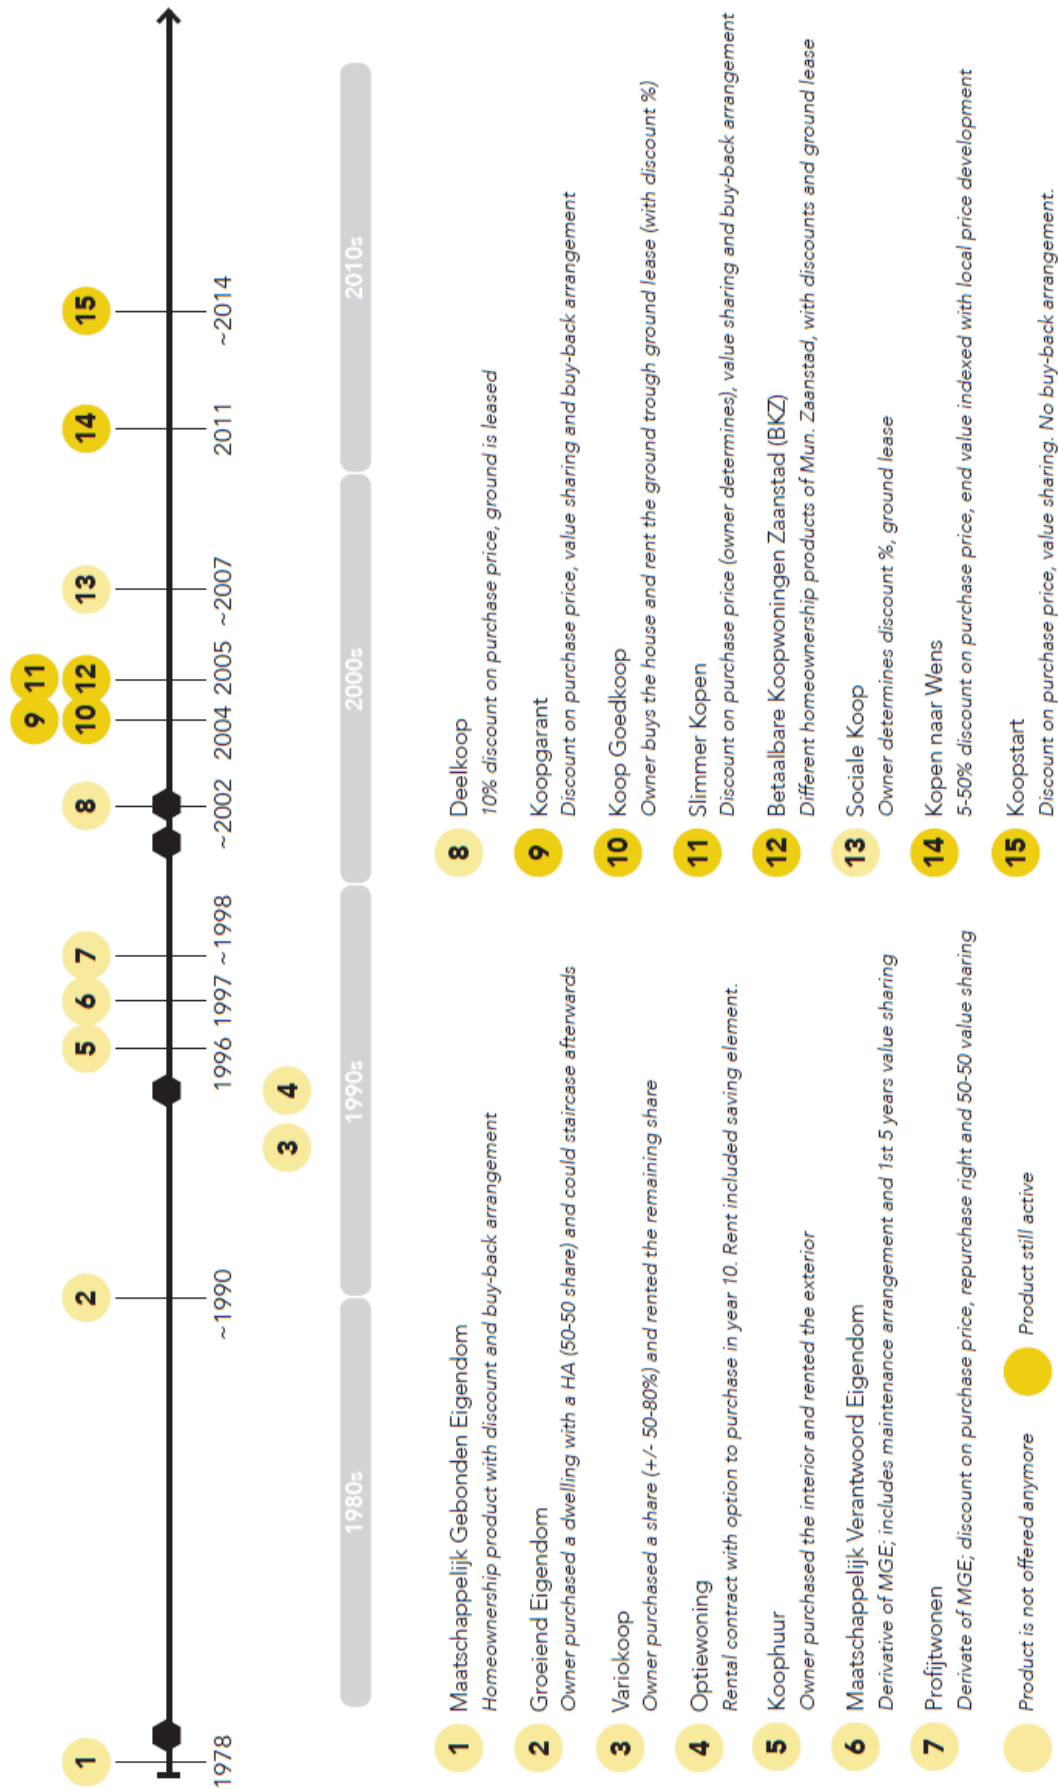 9 11
1
2
5 6 7
8
10 12
13
14
15
1978
~1990
1996 1997 ~1998
~2002
2004 2005 ~2007
2011
~2014
3 4
1980s
1990s
2000s
2010s
1 Maatschappelijk Gebonden Eigendom
Homeownership product with discount and buy-back arrangement
2 Groeiend Eigendom
Owner purchased a dwelling with a HA (50-50 share) and could staircase afterwards
3 Variokoop
Owner purchased a share (+/- 50-80%) and rented the remaining share
4 Optiewoning
Rental contract with option to purchase in year 10. Rent included saving element.
5 Koophuur
Owner purchased the interior and rented the exterior
6 Maatschappelijk Verantwoord Eigendom
Derivative of MGE; includes maintenance arrangement and 1st 5 years value sharing
7 Profijtwonen
Derivate of MGE; discount on purchase price, repurchase right and 50-50 value sharing
Product is not offered anymore
Product still active
8 Deelkoop
10% discount on purchase price, ground is leased
9 Koopgarant
Discount on purchase price, value sharing and buy-back arrangement
10 Koop Goedkoop
Owner buys the house and rent the ground trough ground lease (with discount %)
11 Slimmer Kopen
Discount on purchase price (owner determines), value sharing and buy-back arrangement
12 Betaalbare Koopwoningen Zaanstad (BKZ)
Different homeownership products of Mun. Zaanstad, with discounts and ground lease
13 Sociale Koop
Owner determines discount %, ground lease
14 Kopen naar Wens
5-50% discount on purchase price, end value indexed with local price development
15 Koopstart
Discount on purchase price, value sharing. No buy-back arrangement.